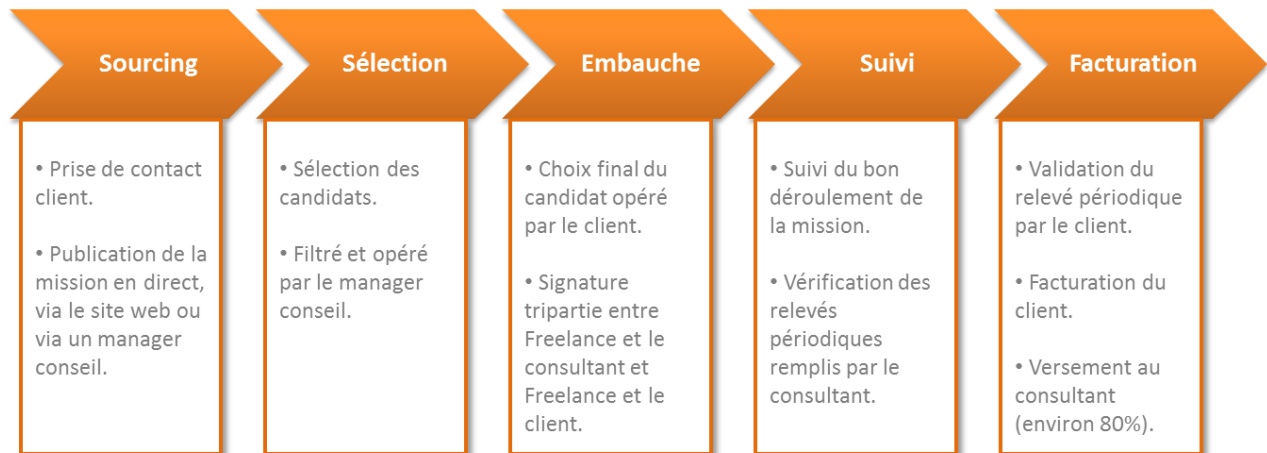 Sourcing
• Prise de contact
client.
• Publication de la
mission en direct,
via le site web ou
via un manager
conseil.
Sélection
• Sélection des
candidats.
• Filtré et opéré
par le manager
conseil.
Embauche
• Choix final du
candidat opéré
par le client.
• Signature
tripartie entre
Freelance et le
consultant et
Freelance et le
client.
Suivi
• Suivi du bon
déroulement de
la mission.
• Vérification des
relevés
périodiques
remplis par le
consultant.
Facturation
• Validation du
relevé périodique
par le client.
• Facturation du
client.
• Versement au
consultant
(environ 80%).